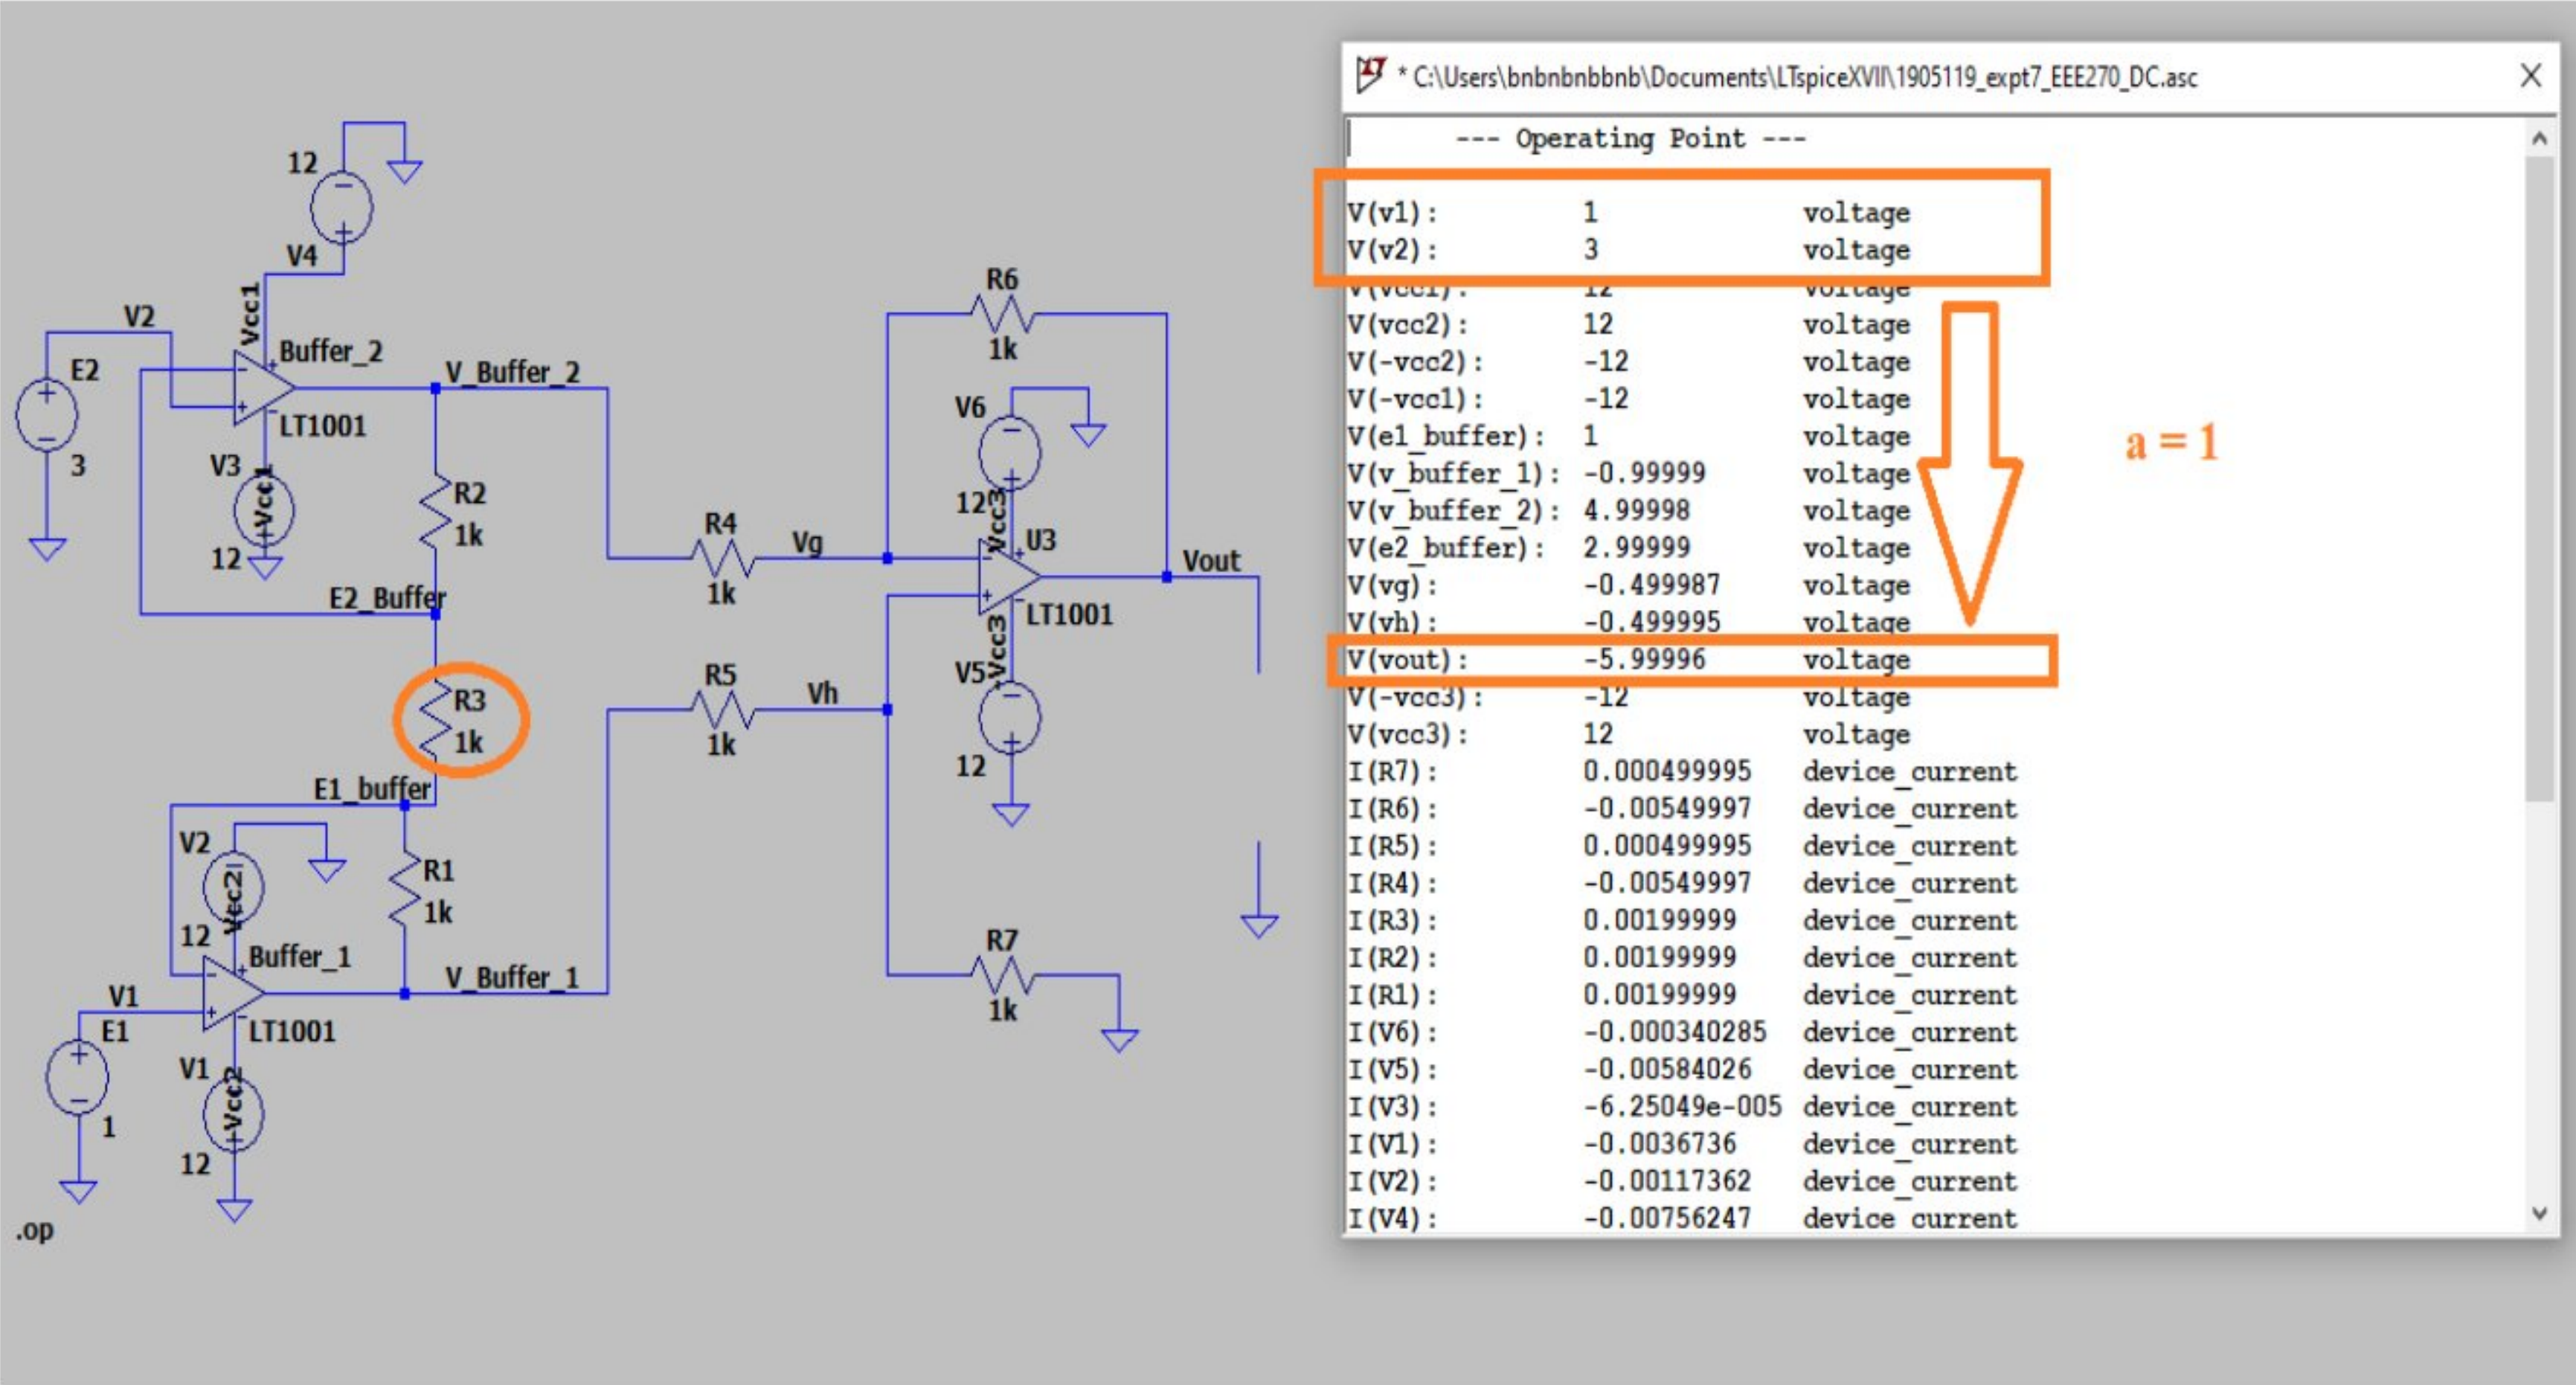 12
V4
Vcc1
V2
Buffer_2
E2
V_Buffer_2
LT1001
3
V3
-Vcc1
12
R2
1k
E2_Buffer
R3
1k
E1_buffer
V2
Vcc2
12
R1
1k
Buffer_1
V_Buffer_1
V1
E1
LT1001
V1
-Vcc2
1
12
.op
R6
1k
V6
12
Vcc3
R4
1k
Vg
U3
LT1001
Vout
R5
1k
Vh
V5
-Vcc3
12
R7
1k
* C:\Users\bnbnbnbbnb\Documents\LTspiceXVII\1905119_expt7_EEE270_DC.asc
--- Operating Point ---
V(v1): 1 voltage
V(v2): 3 voltage
V(vcc1): 12 voltage
V(vcc2): 12 voltage
V(-vcc2): -12 voltage
V(-vcc1): -12 voltage
V(e1_buffer): 1 voltage
V(v_buffer_1): -0.99999 voltage
V(v_buffer_2): 4.99998 voltage
V(e2_buffer): 2.99999 voltage
V(vg): -0.499987 voltage
V(vh): -0.499995 voltage
V(vout): -5.99996 voltage
V(-vcc3): -12 voltage
V(vcc3): 12 voltage
I(R7): 0.000499995 device_current
I(R6): -0.00549997 device_current
I(R5): 0.000499995 device_current
I(R4): -0.00549997 device_current
I(R3): 0.00199999 device_current
I(R2): 0.00199999 device_current
I(R1): 0.00199999 device_current
I(V6): -0.000340285 device_current
I(V5): -0.00584026 device_current
I(V3): -6.25049e-005 device_current
I(V1): -0.0036736 device_current
I(V2): -0.00117362 device_current
I(V4): -0.00756247 device_current
a = 1